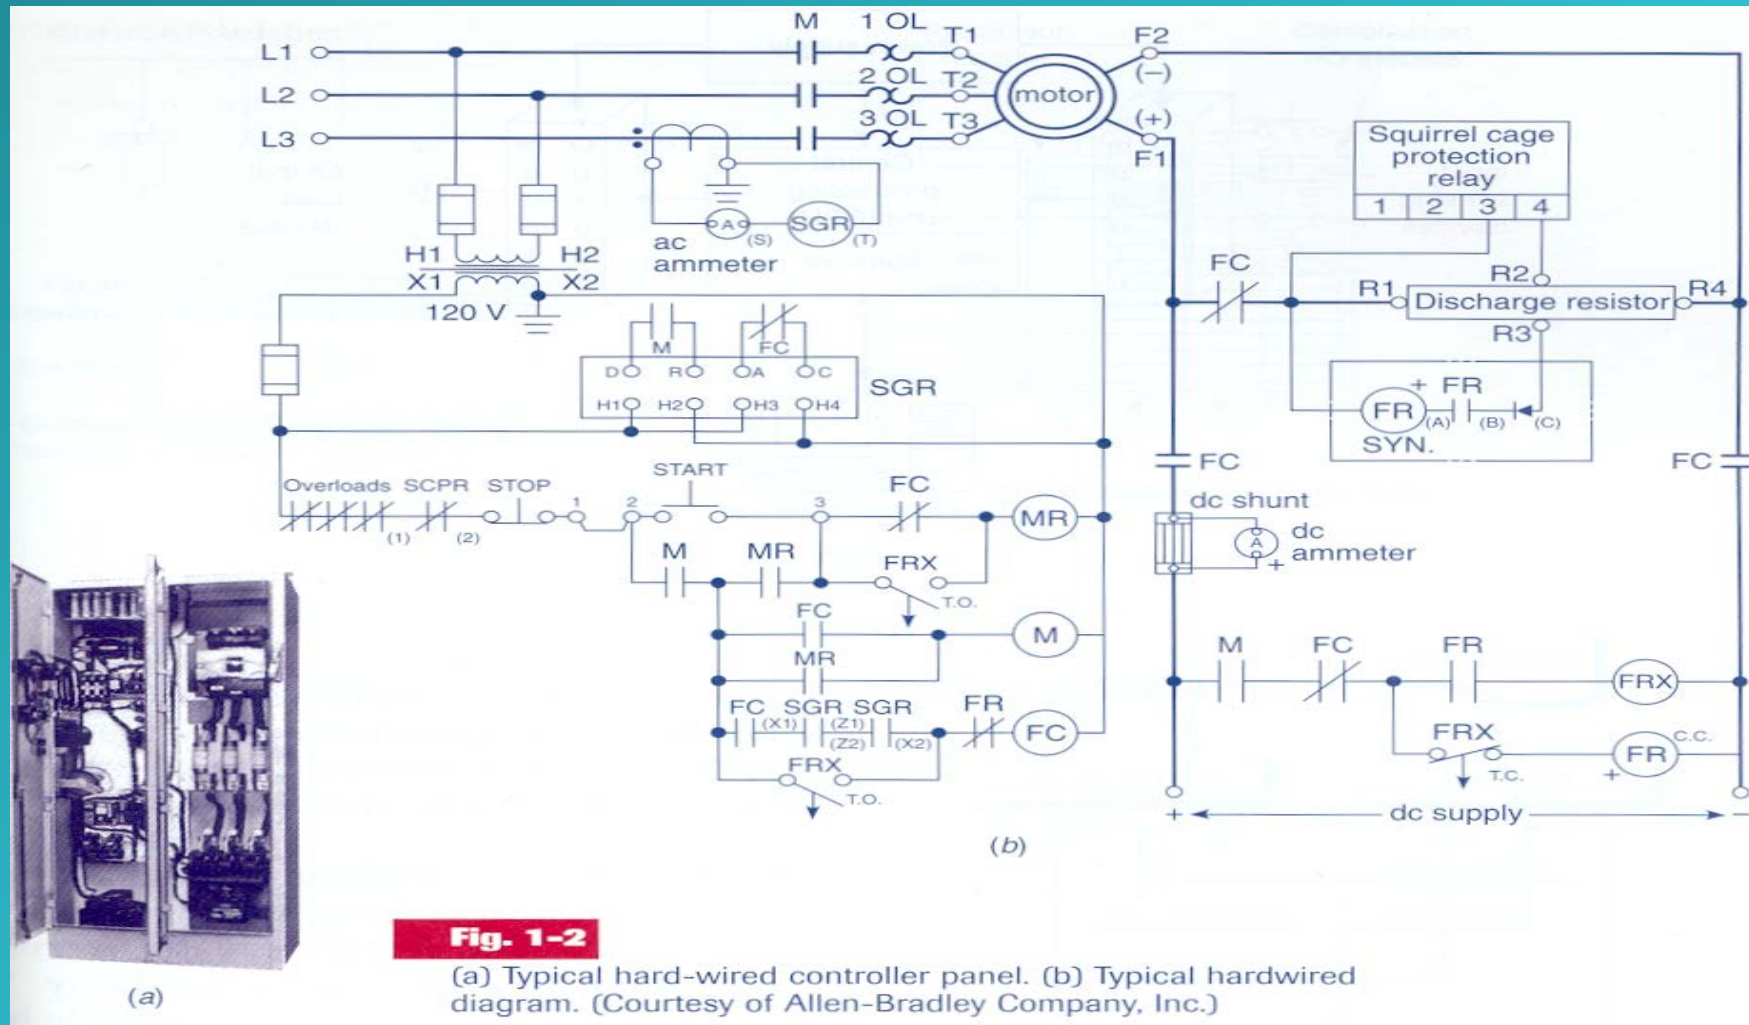 M 1 OL T1 F2
L1
(−)
2 OL T2
L2
motor
3 OL T3 (+)
L3
F1
Squirrel cage
protection
relay
1 2 3 4
A (S) SGR (T)
ac
ammeter
H1 H2
X1 X2
120 V
FC
R2
R1 Discharge resistor R4
R3
M FC
D R A C
SGR
H1 H2 H3 H4
+ FR
FR (A) (B) (C)
SYN.
FC FC
START
Overloads SCPR STOP 1 2 3 FC
MR
(1) (2)
dc shunt
A dc
ammeter
+
M MR FRX
T.O.
FC
M
MR
FC SGR SGR FR
(X1) (Z1)
(Z2) (X2)
FC
FRX
T.O.
M FC FR
FRX
FRX C.C.
FR
+
T.C.
+ dc supply −
(b)
(a)
Fig. 1-2
(a) Typical hard-wired controller panel. (b) Typical hardwired
diagram. (Courtesy of Allen-Bradley Company, Inc.)